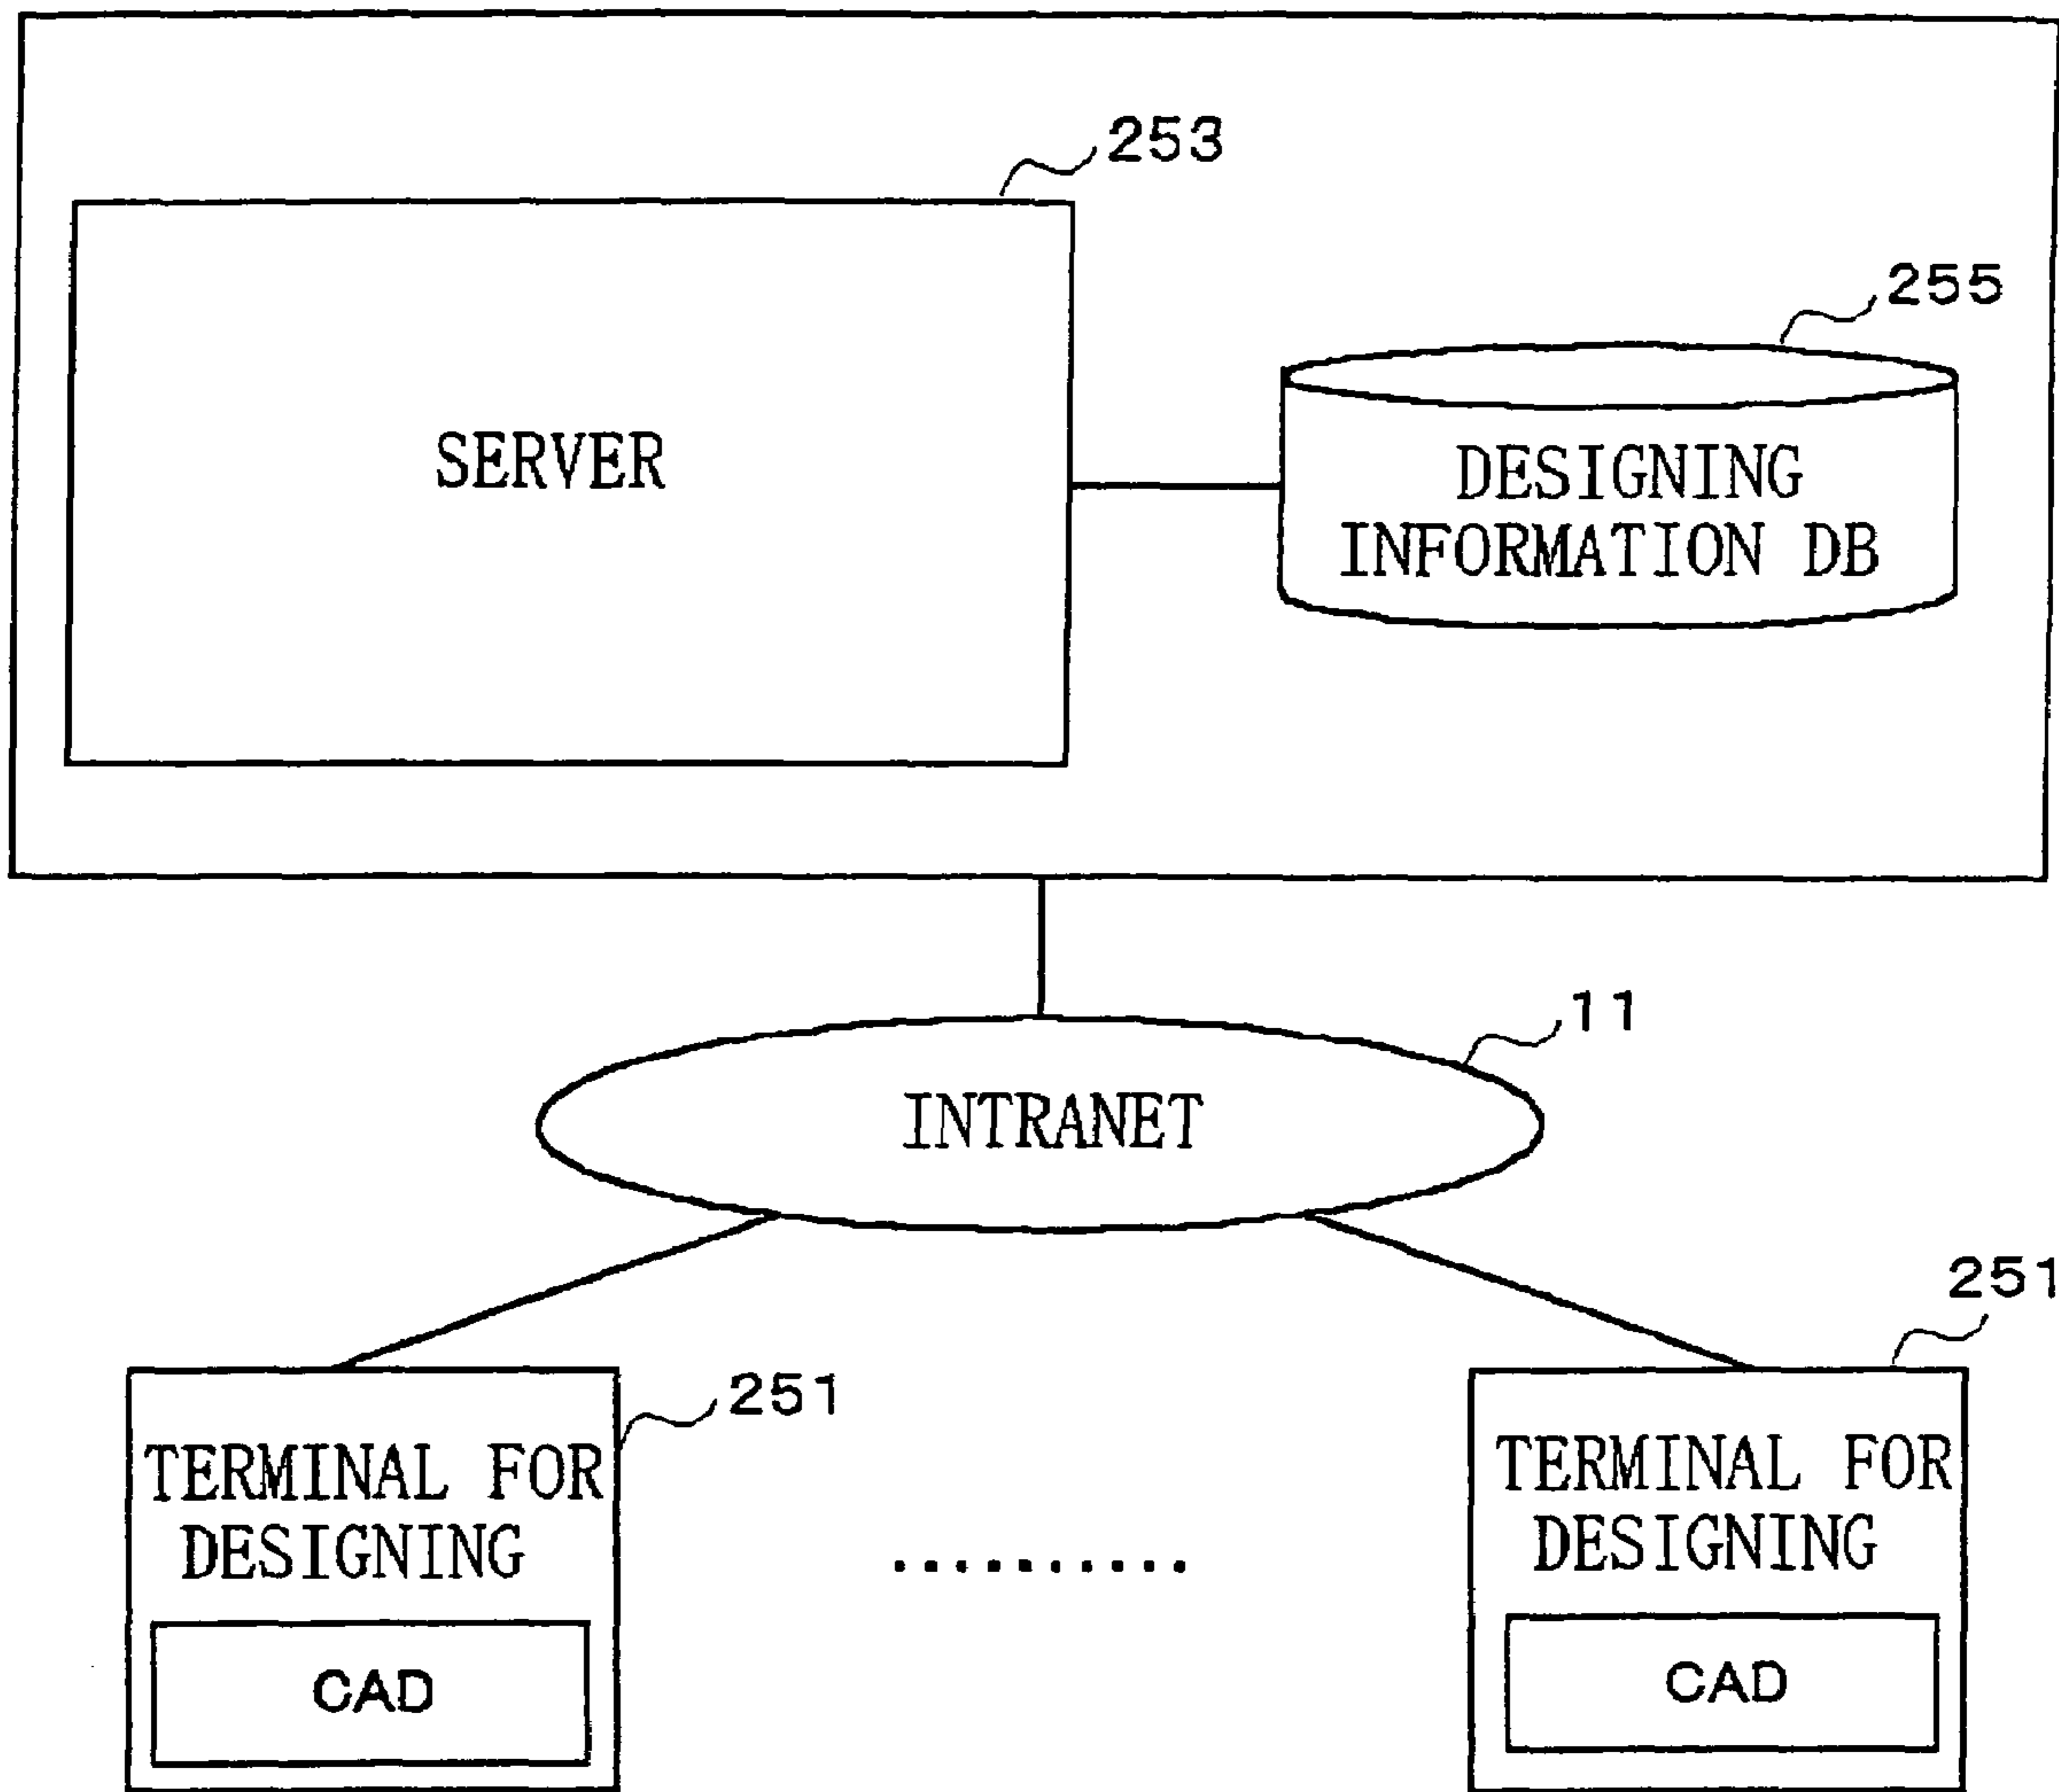 253
255
SERVER
DESIGNING
INFORMATION DB
11
INTRANET
251
251
TERMINAL FOR
DESIGNING
CAD
..........
TERMINAL FOR
DESIGNING
CAD